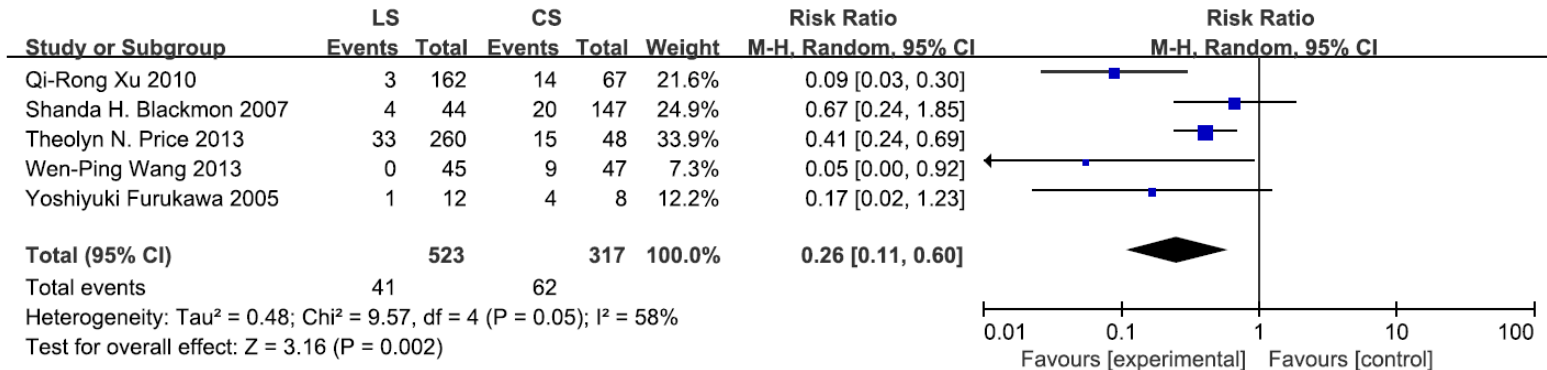 LS CS Risk Ratio Risk Ratio
Study or Subgroup Events Total Events Total Weight M-H, Random, 95% CI M-H, Random, 95% CI
Qi-Rong Xu 2010 3 162 14 67 21.6% 0.09 [0.03, 0.30]
Shanda H. Blackmon 2007 4 44 20 147 24.9% 0.67 [0.24, 1.85]
Theolyn N. Price 2013 33 260 15 48 33.9% 0.41 [0.24, 0.69]
Wen-Ping Wang 2013 0 45 9 47 7.3% 0.05 [0.00, 0.92]
Yoshiyuki Furukawa 2005 1 12 4 8 12.2% 0.17 [0.02, 1.23]
Total (95% CI) 523 317 100.0% 0.26 [0.11, 0.60]
Total events 41 62
Heterogeneity: Tau² = 0.48; Chi² = 9.57, df = 4 (P = 0.05); I² = 58%
Test for overall effect: Z = 3.16 (P = 0.002)
0.01 0.1 1 10 100
Favours [experimental] Favours [control]